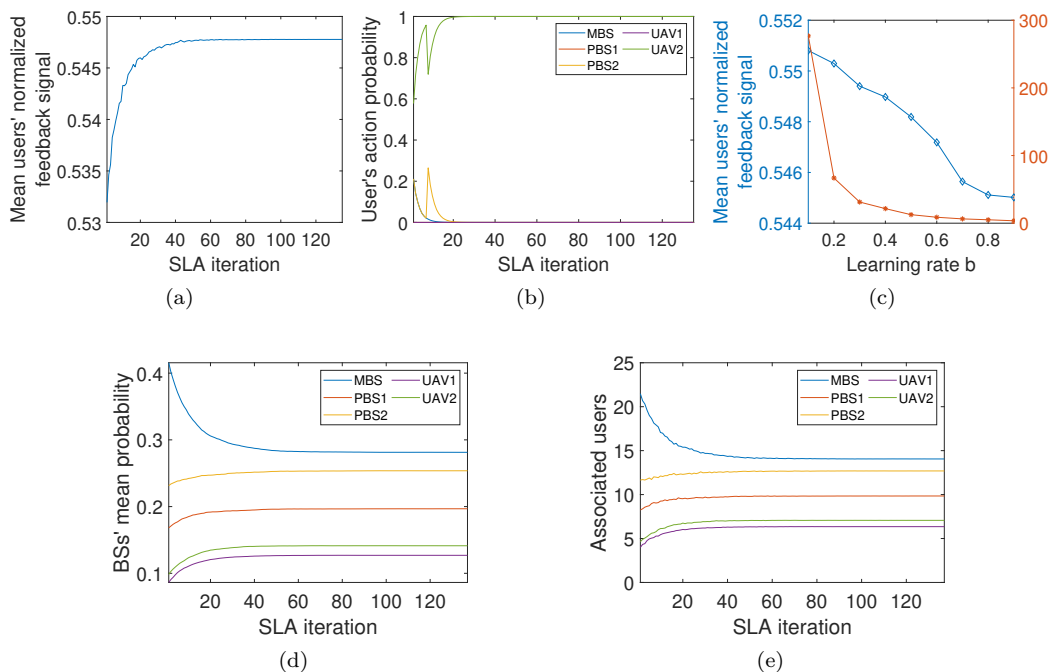 0.55
0.545
0.54
0.535
0.53
20 40 60 80 100 120
SLA iteration
Mean users' normalized
feedback signal
(a)
1
0.8
0.6
0.4
0.2
0
20 40 60 80 100 120
SLA iteration
User's action probability
MBS UAV1
PBS1 UAV2
PBS2
(b)
0.552
0.55
0.548
0.546
0.544
300
200
100
0
0.2 0.4 0.6 0.8
Learning rate b
Mean users' normalized
feedback signal
(c)
0.4
0.3
0.2
0.1
20 40 60 80 100 120
SLA iteration
BSs' mean probability
MBS UAV1
PBS1 UAV2
PBS2
(d)
25
20
15
10
5
0
20 40 60 80 100 120
SLA iteration
Associated users
MBS UAV1
PBS1 UAV2
PBS2
(e)